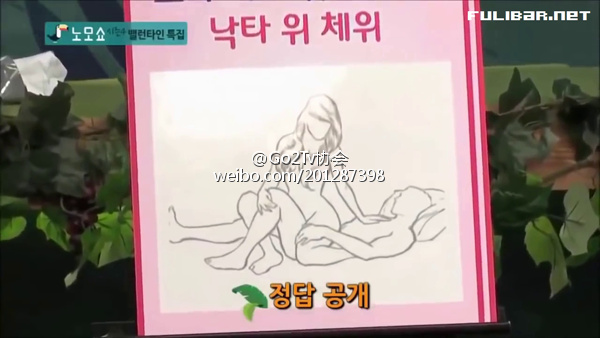 FULIBAR.NET
노모쇼 밸런타인 특집
낙타 위 체위
@Go2Tv协会
weibo.com/201287398
정답 공개